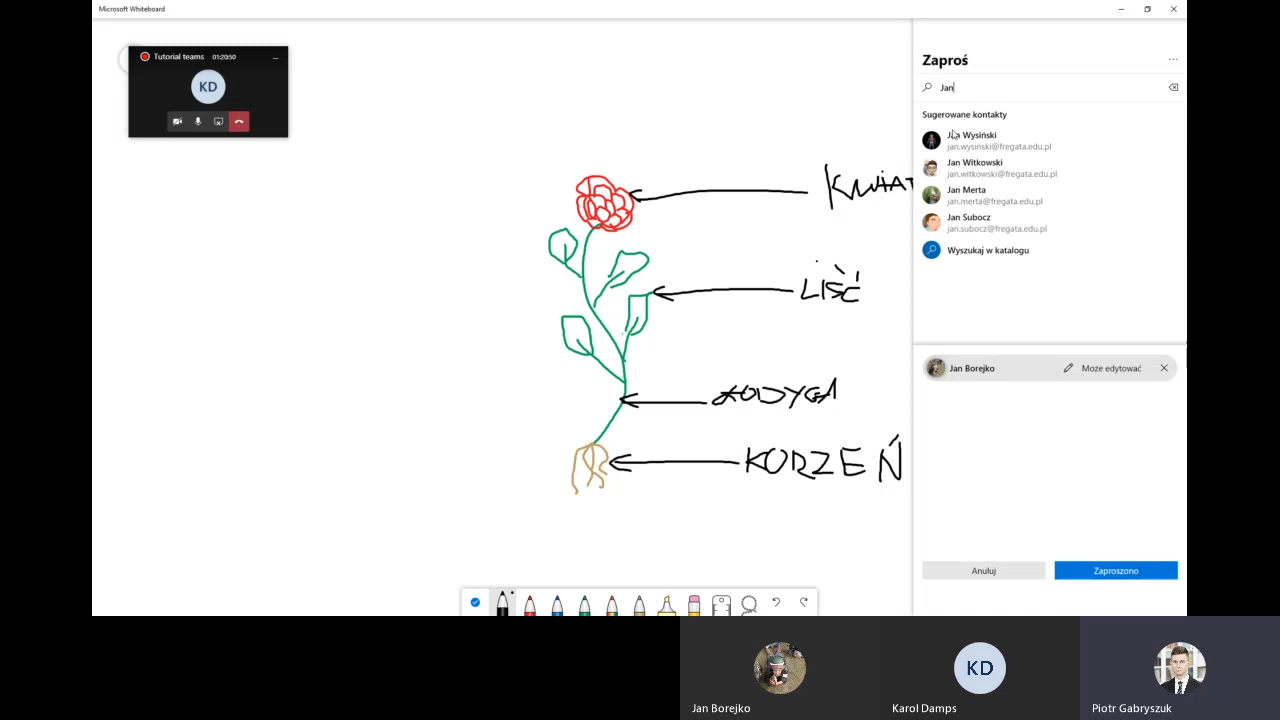 Microsoft Whiteboard
Tutorial teams 01:20:50
KD
KWIAT
LIŚĆ
ŁODYGA
KORZEŃ
Zaproś
Jan
Sugerowane kontakty
Jan Wysiński
jan.wysinski@fregata.edu.pl
Jan Witkowski
jan.witkowski@fregata.edu.pl
Jan Merta
jan.merta@fregata.edu.pl
Jan Subocz
jan.subocz@fregata.edu.pl
Wyszukaj w katalogu
Jan Borejko Może edytować
Anuluj Zaproszono
KD
Jan Borejko Karol Damps Piotr Gabryszuk